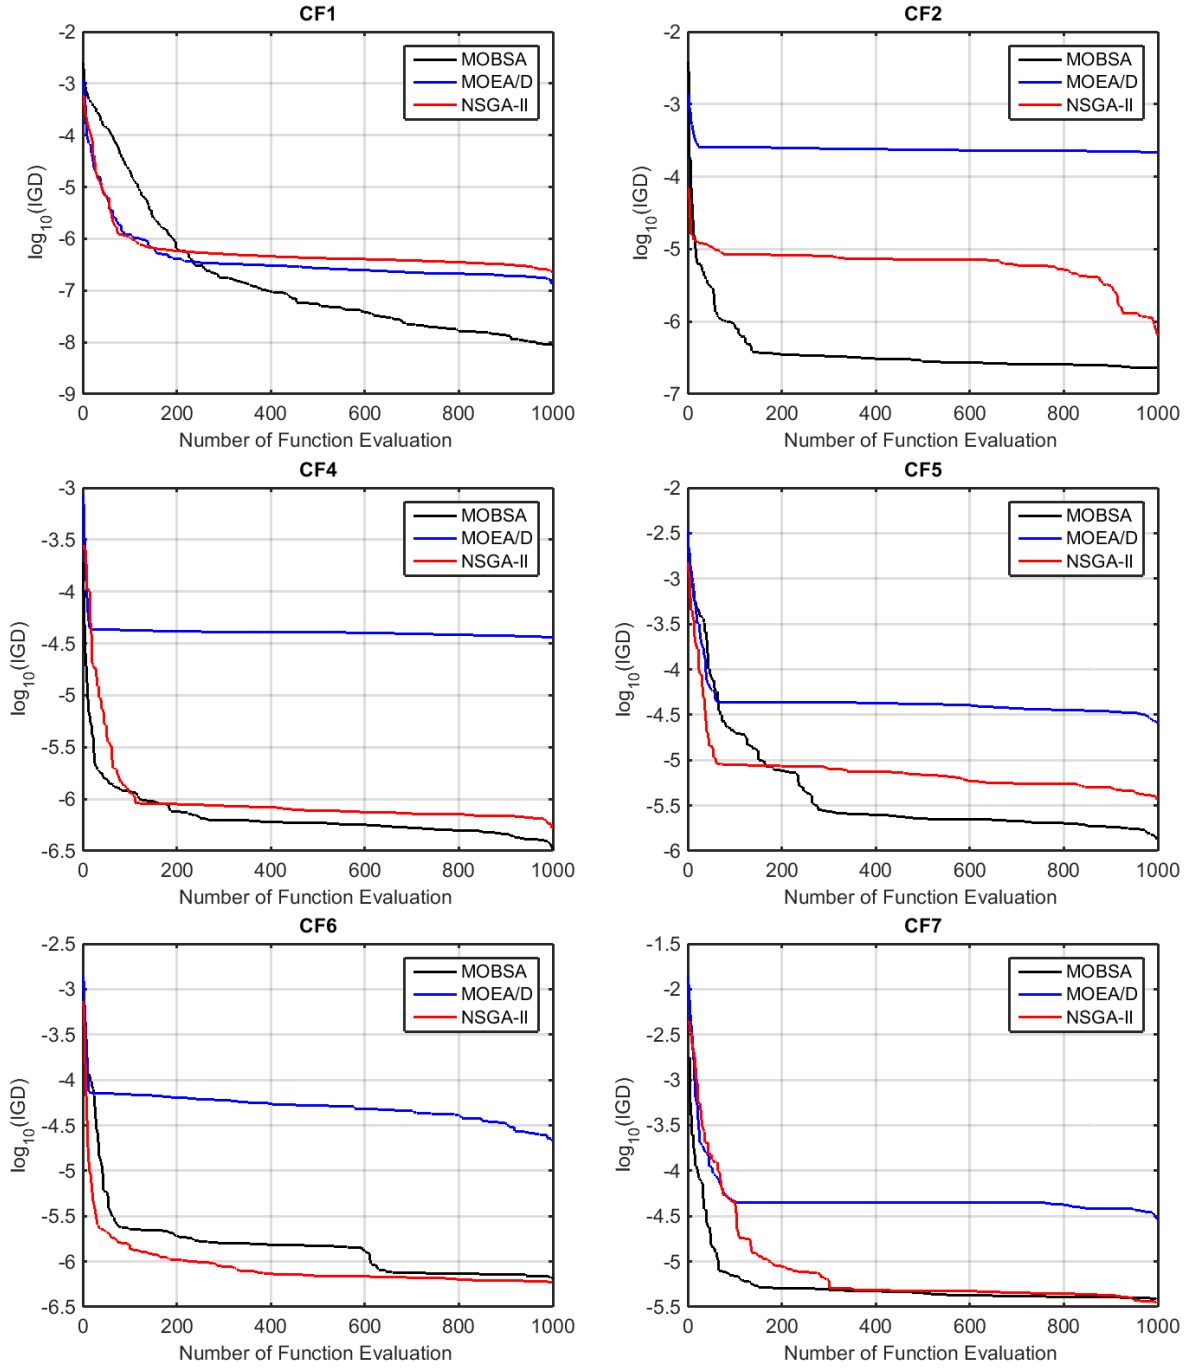 CF1
-2
-3
-4
-5
-6
-7
-8
-9
log10(IGD)
0 200 400 600 800 1000
Number of Function Evaluation
MOBSA
MOEA/D
NSGA-II
CF2
-2
-3
-4
-5
-6
-7
log10(IGD)
0 200 400 600 800 1000
Number of Function Evaluation
MOBSA
MOEA/D
NSGA-II
CF4
-3
-3.5
-4
-4.5
-5
-5.5
-6
-6.5
log10(IGD)
0 200 400 600 800 1000
Number of Function Evaluation
MOBSA
MOEA/D
NSGA-II
CF5
-2
-2.5
-3
-3.5
-4
-4.5
-5
-5.5
-6
log10(IGD)
0 200 400 600 800 1000
Number of Function Evaluation
MOBSA
MOEA/D
NSGA-II
CF6
-2.5
-3
-3.5
-4
-4.5
-5
-5.5
-6
-6.5
log10(IGD)
0 200 400 600 800 1000
Number of Function Evaluation
MOBSA
MOEA/D
NSGA-II
CF7
-1.5
-2
-2.5
-3
-3.5
-4
-4.5
-5
-5.5
log10(IGD)
0 200 400 600 800 1000
Number of Function Evaluation
MOBSA
MOEA/D
NSGA-II